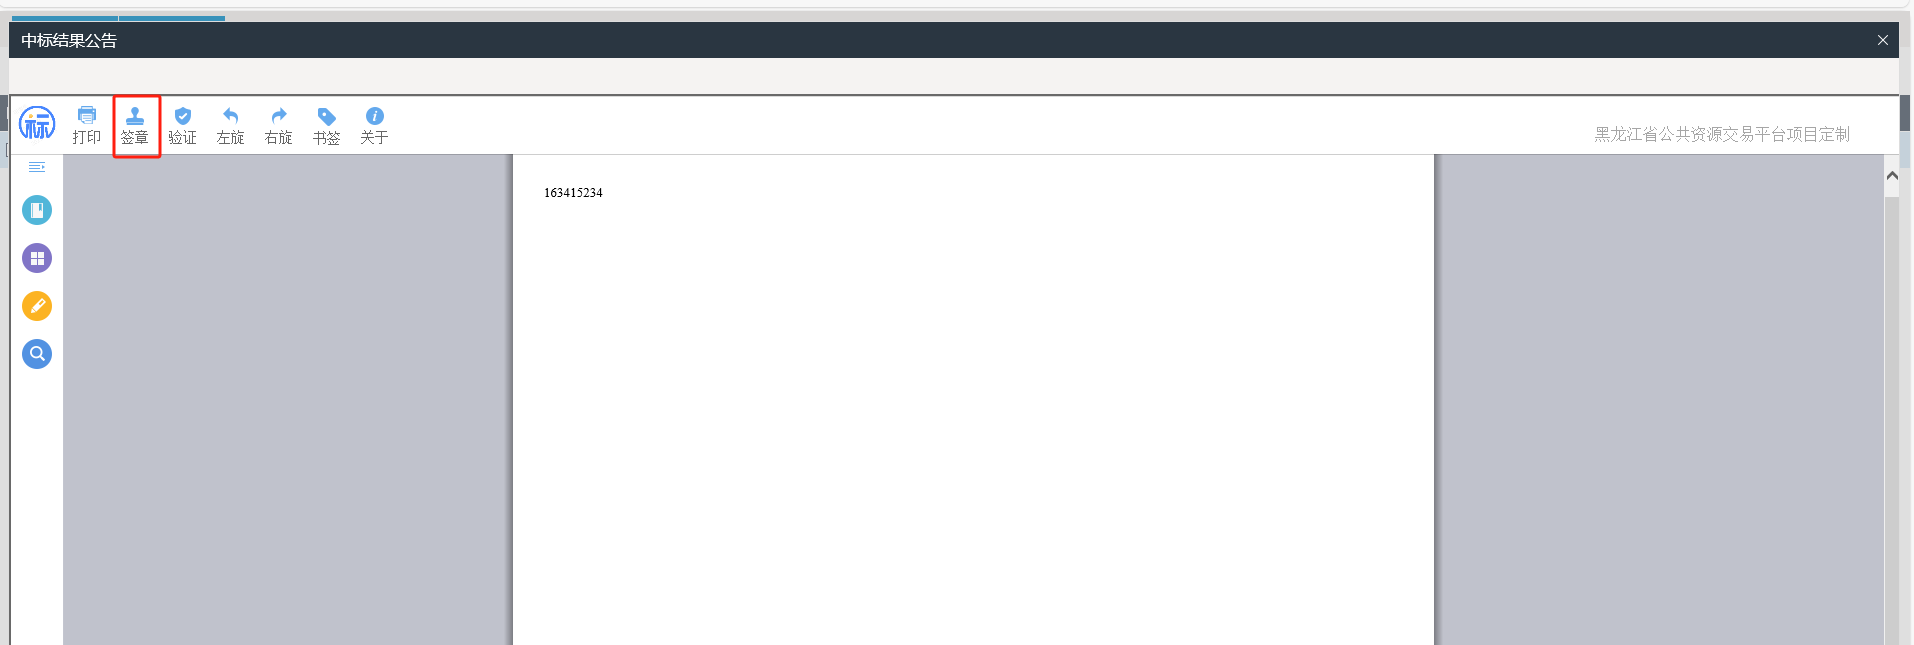 中标结果公告
标
打印 签章 验证 左旋 右旋 书签 关于
黑龙江省公共资源交易平台项目定制
163415234